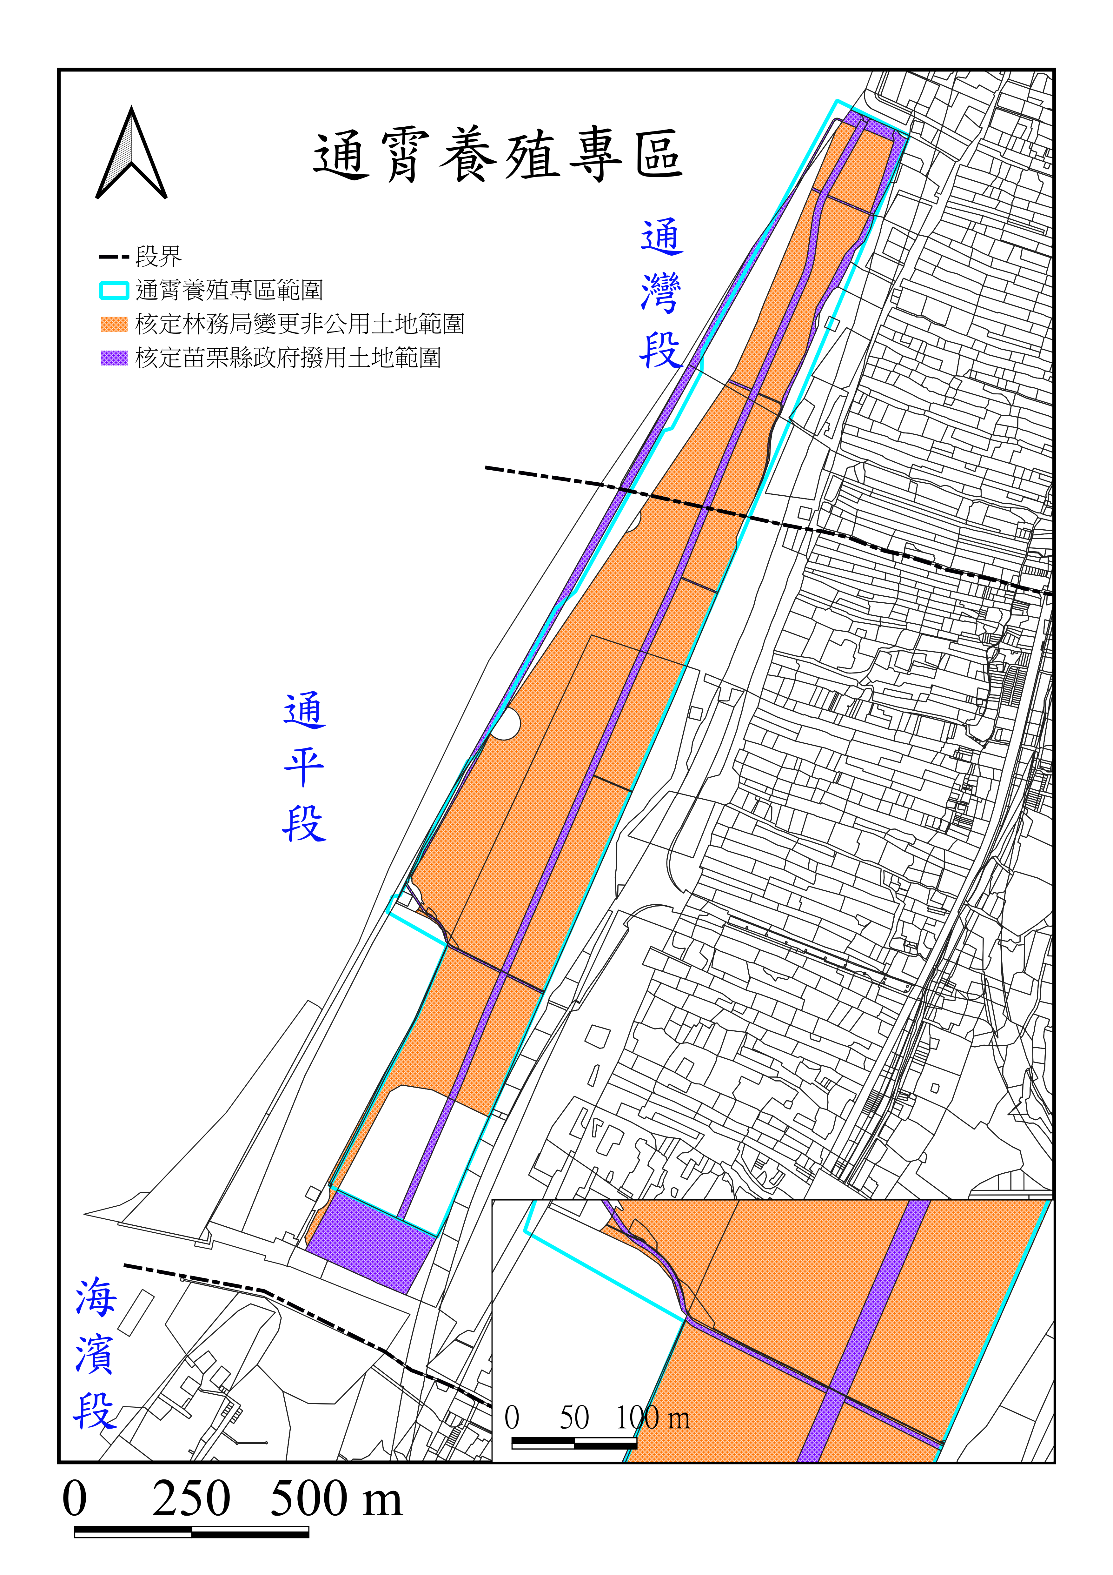 通霄養殖專區
段界
通霄養殖專區範圍
核定林務局變更非公用土地範圍
核定苗栗縣政府撥用土地範圍
通灣段
通平段
海濱段
0 50 100 m
0 250 500 m